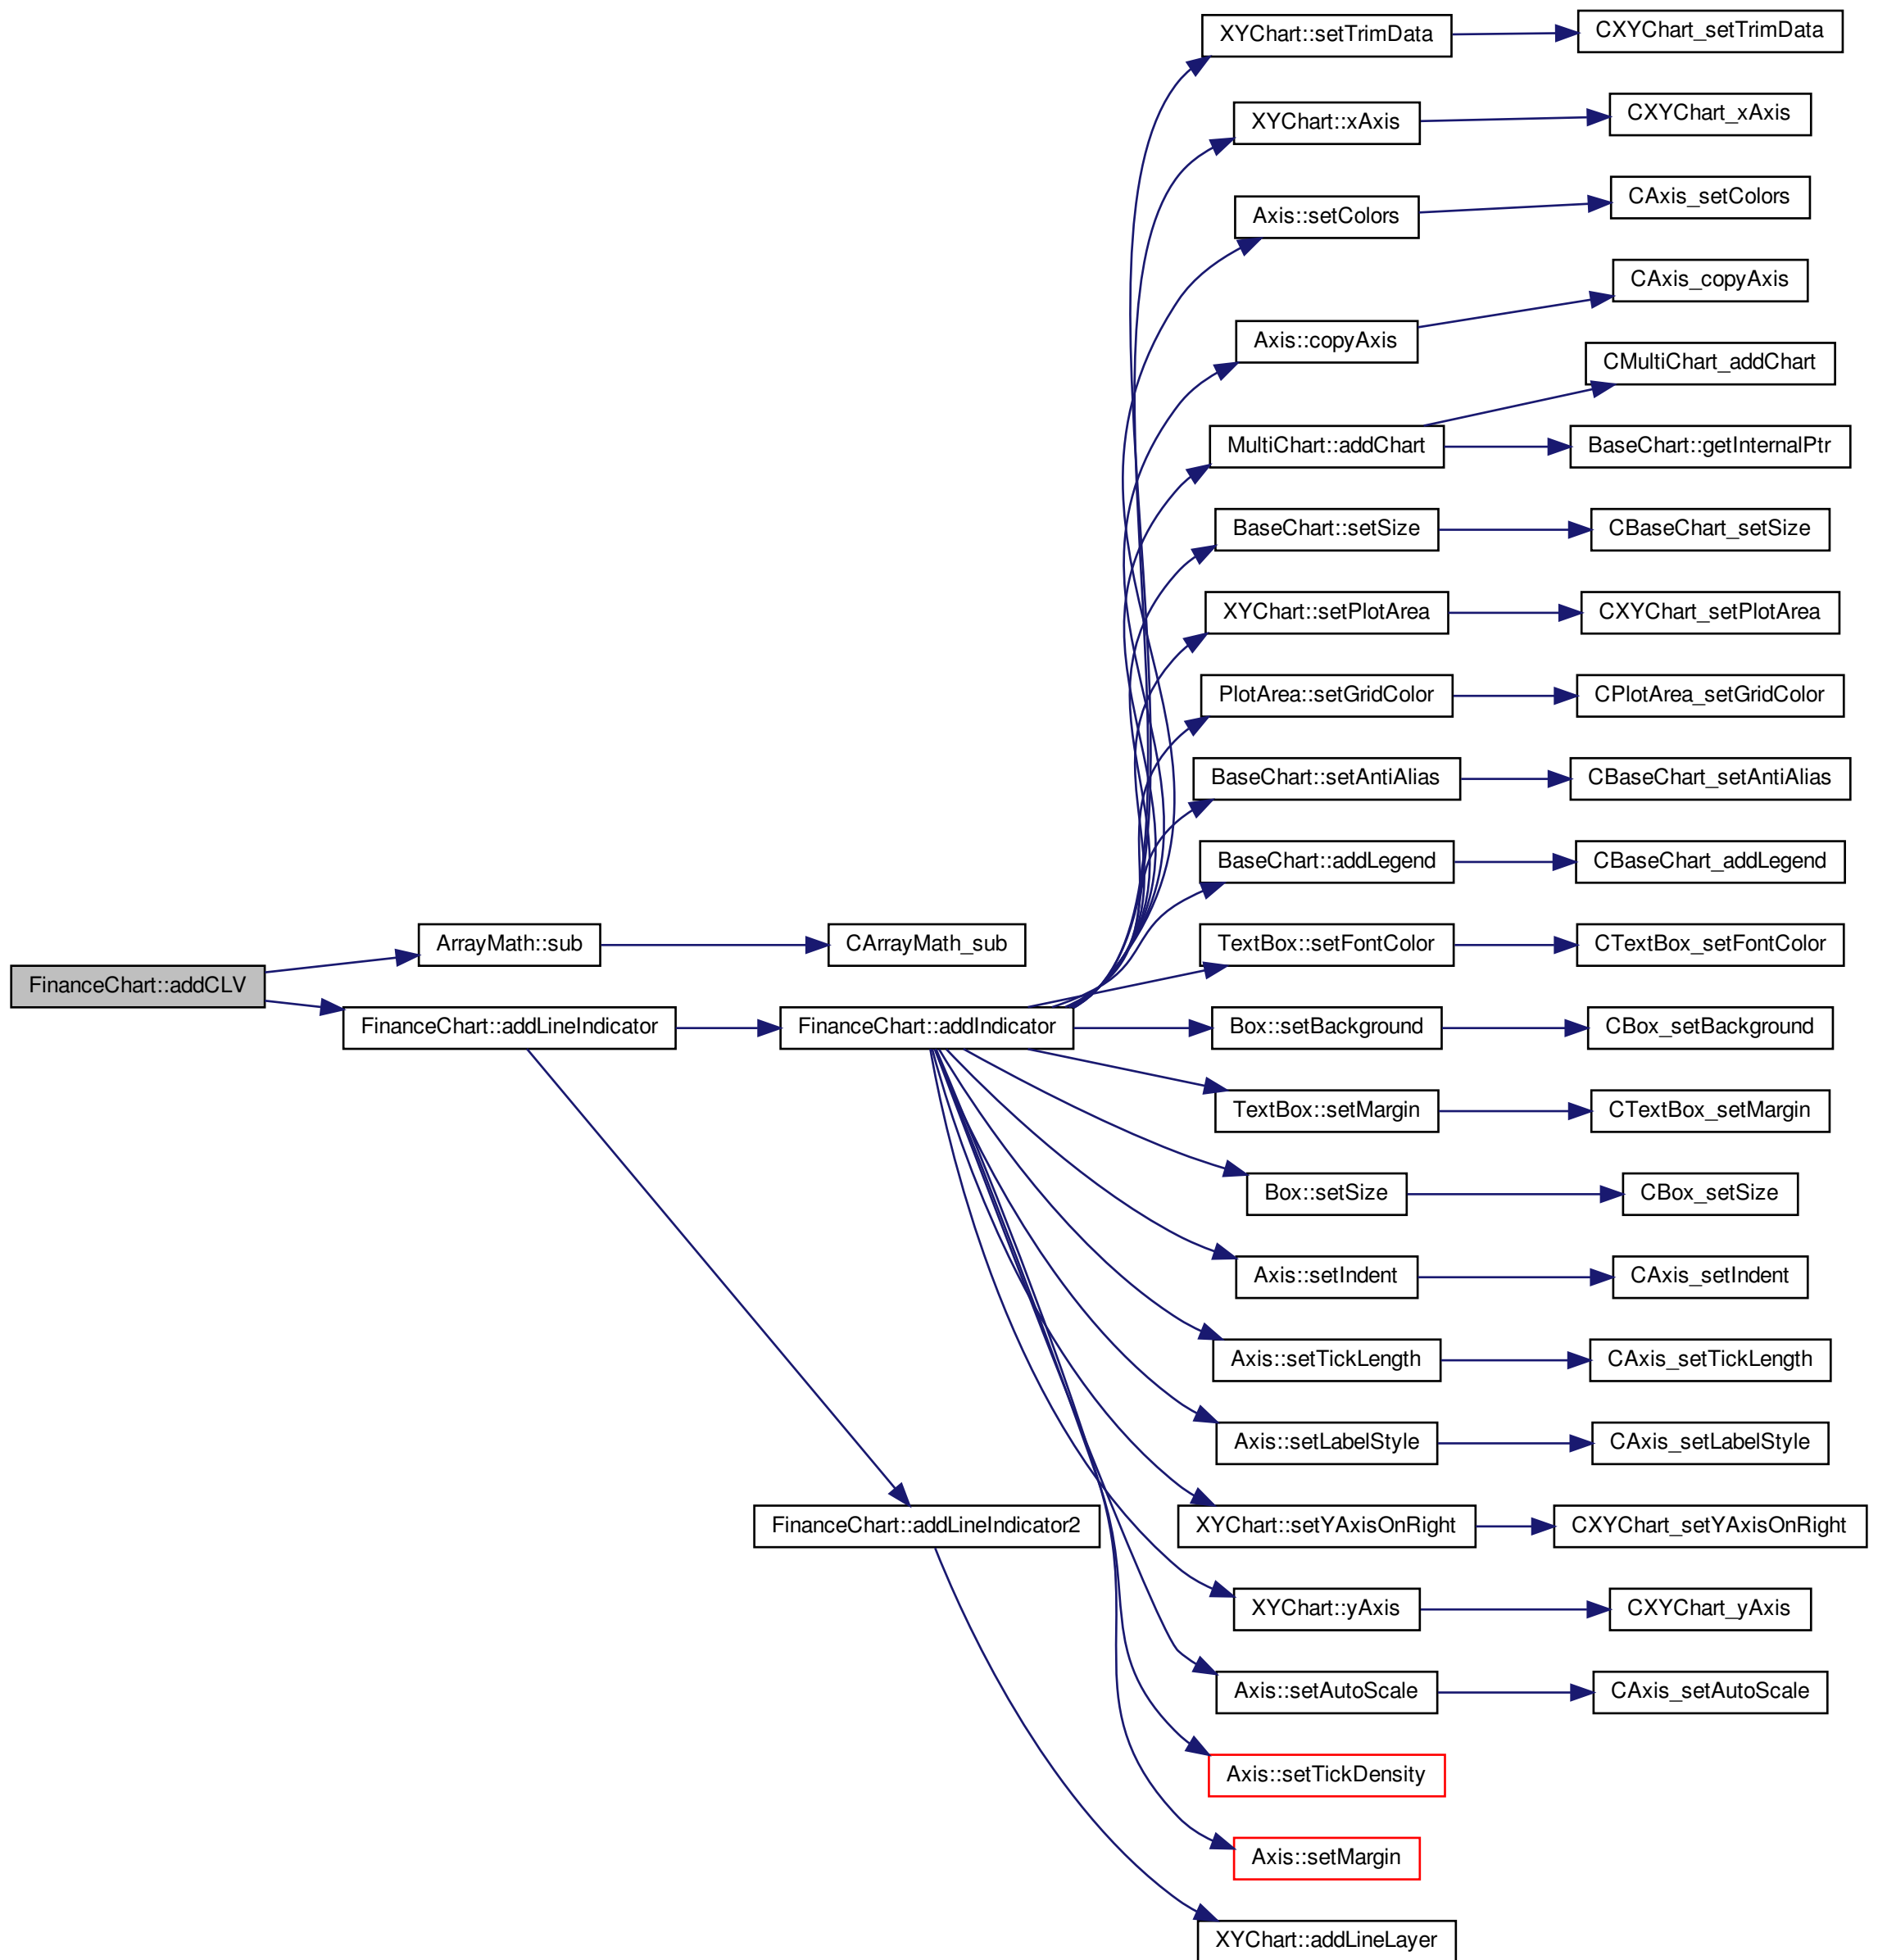 XYChart::setTrimData
CXYChart_setTrimData
XYChart::xAxis
CXYChart_xAxis
Axis::setColors
CAxis_setColors
Axis::copyAxis
CAxis_copyAxis
CMultiChart_addChart
MultiChart::addChart
BaseChart::getInternalPtr
BaseChart::setSize
CBaseChart_setSize
XYChart::setPlotArea
CXYChart_setPlotArea
PlotArea::setGridColor
CPlotArea_setGridColor
BaseChart::setAntiAlias
CBaseChart_setAntiAlias
BaseChart::addLegend
CBaseChart_addLegend
ArrayMath::sub
CArrayMath_sub
TextBox::setFontColor
CTextBox_setFontColor
FinanceChart::addCLV
FinanceChart::addLineIndicator
FinanceChart::addIndicator
Box::setBackground
CBox_setBackground
TextBox::setMargin
CTextBox_setMargin
Box::setSize
CBox_setSize
Axis::setIndent
CAxis_setIndent
Axis::setTickLength
CAxis_setTickLength
Axis::setLabelStyle
CAxis_setLabelStyle
FinanceChart::addLineIndicator2
XYChart::setYAxisOnRight
CXYChart_setYAxisOnRight
XYChart::yAxis
CXYChart_yAxis
Axis::setAutoScale
CAxis_setAutoScale
Axis::setTickDensity
Axis::setMargin
XYChart::addLineLayer